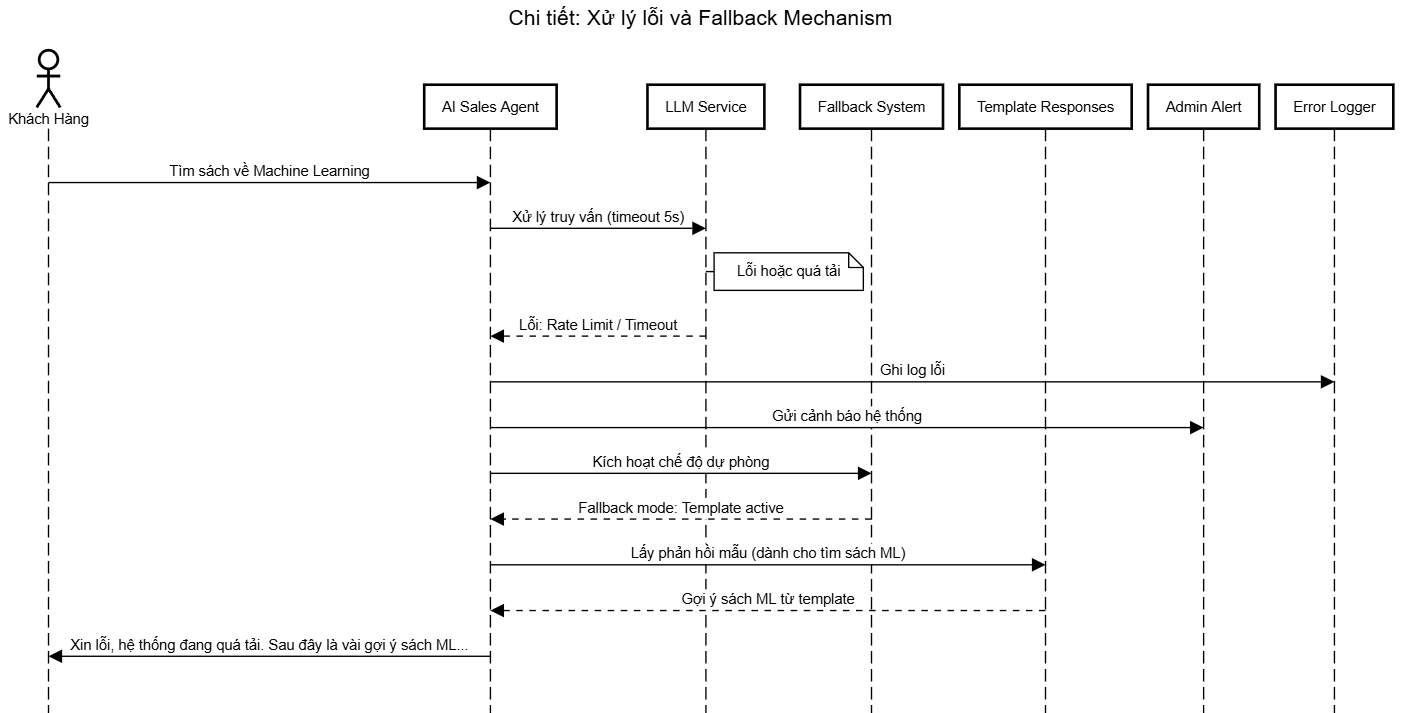 Chi tiết: Xử lý lỗi và Fallback Mechanism
Khách Hàng
AI Sales Agent
LLM Service
Fallback System
Template Responses
Admin Alert
Error Logger
Tìm sách về Machine Learning
Xử lý truy vấn (timeout 5s)
Lỗi hoặc quá tải
Lỗi: Rate Limit / Timeout
Ghi log lỗi
Gửi cảnh báo hệ thống
Kích hoạt chế độ dự phòng
Fallback mode: Template active
Lấy phản hồi mẫu (dành cho tìm sách ML)
Gợi ý sách ML từ template
Xin lỗi, hệ thống đang quá tải. Sau đây là vài gợi ý sách ML...